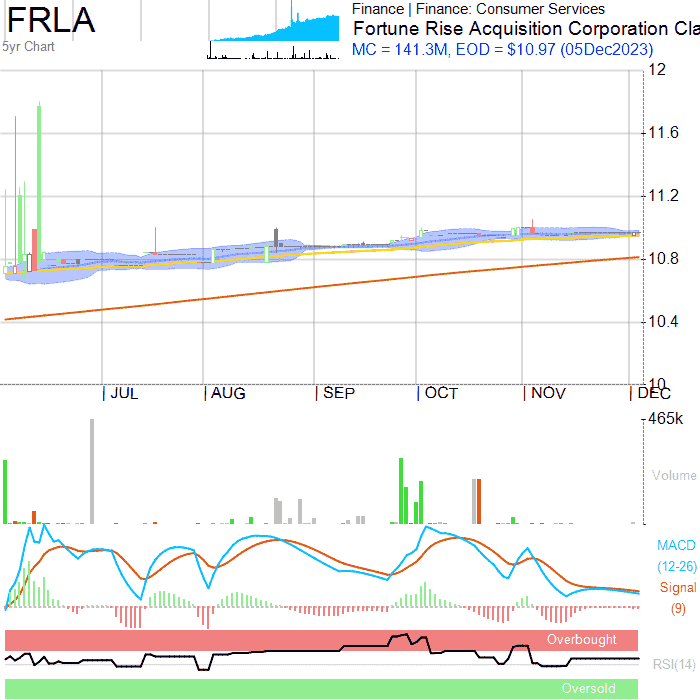 FRLA
5yr Chart
Finance | Finance: Consumer Services
Fortune Rise Acquisition Corporation Cla
MC = 141.3M, EOD = $10.97 (05Dec2023)
12
11.6
11.2
10.8
10.4
10
JUL AUG SEP OCT NOV DEC
465k
Volume
MACD
(12-26)
Signal
(9)
Overbought
RSI(14)
Oversold